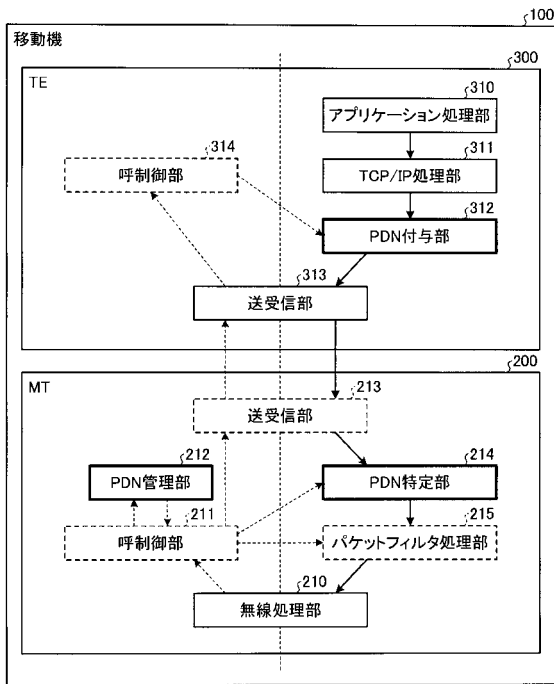 100
移動機
300
TE
310
アプリケーション処理部
311
TCP/IP処理部
314
呼制御部
312
PDN付与部
313
送受信部
200
MT
213
送受信部
212
PDN管理部
214
PDN特定部
211
呼制御部
215
パケットフィルタ処理部
210
無線処理部